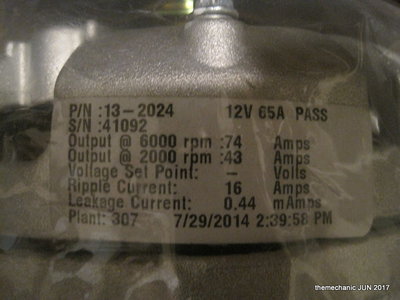 P/N :13-2024 12V 65A PASS
S/N :41092
Output @ 6000 rpm :74 Amps
Output @ 2000 rpm :43 Amps
Voltage Set Point: – Volts
Ripple Current: 16 Amps
Leakage Current: 0.44 mAmps
Plant: 307 7/29/2014 2:39:58 PM
themechanic JUN 2017